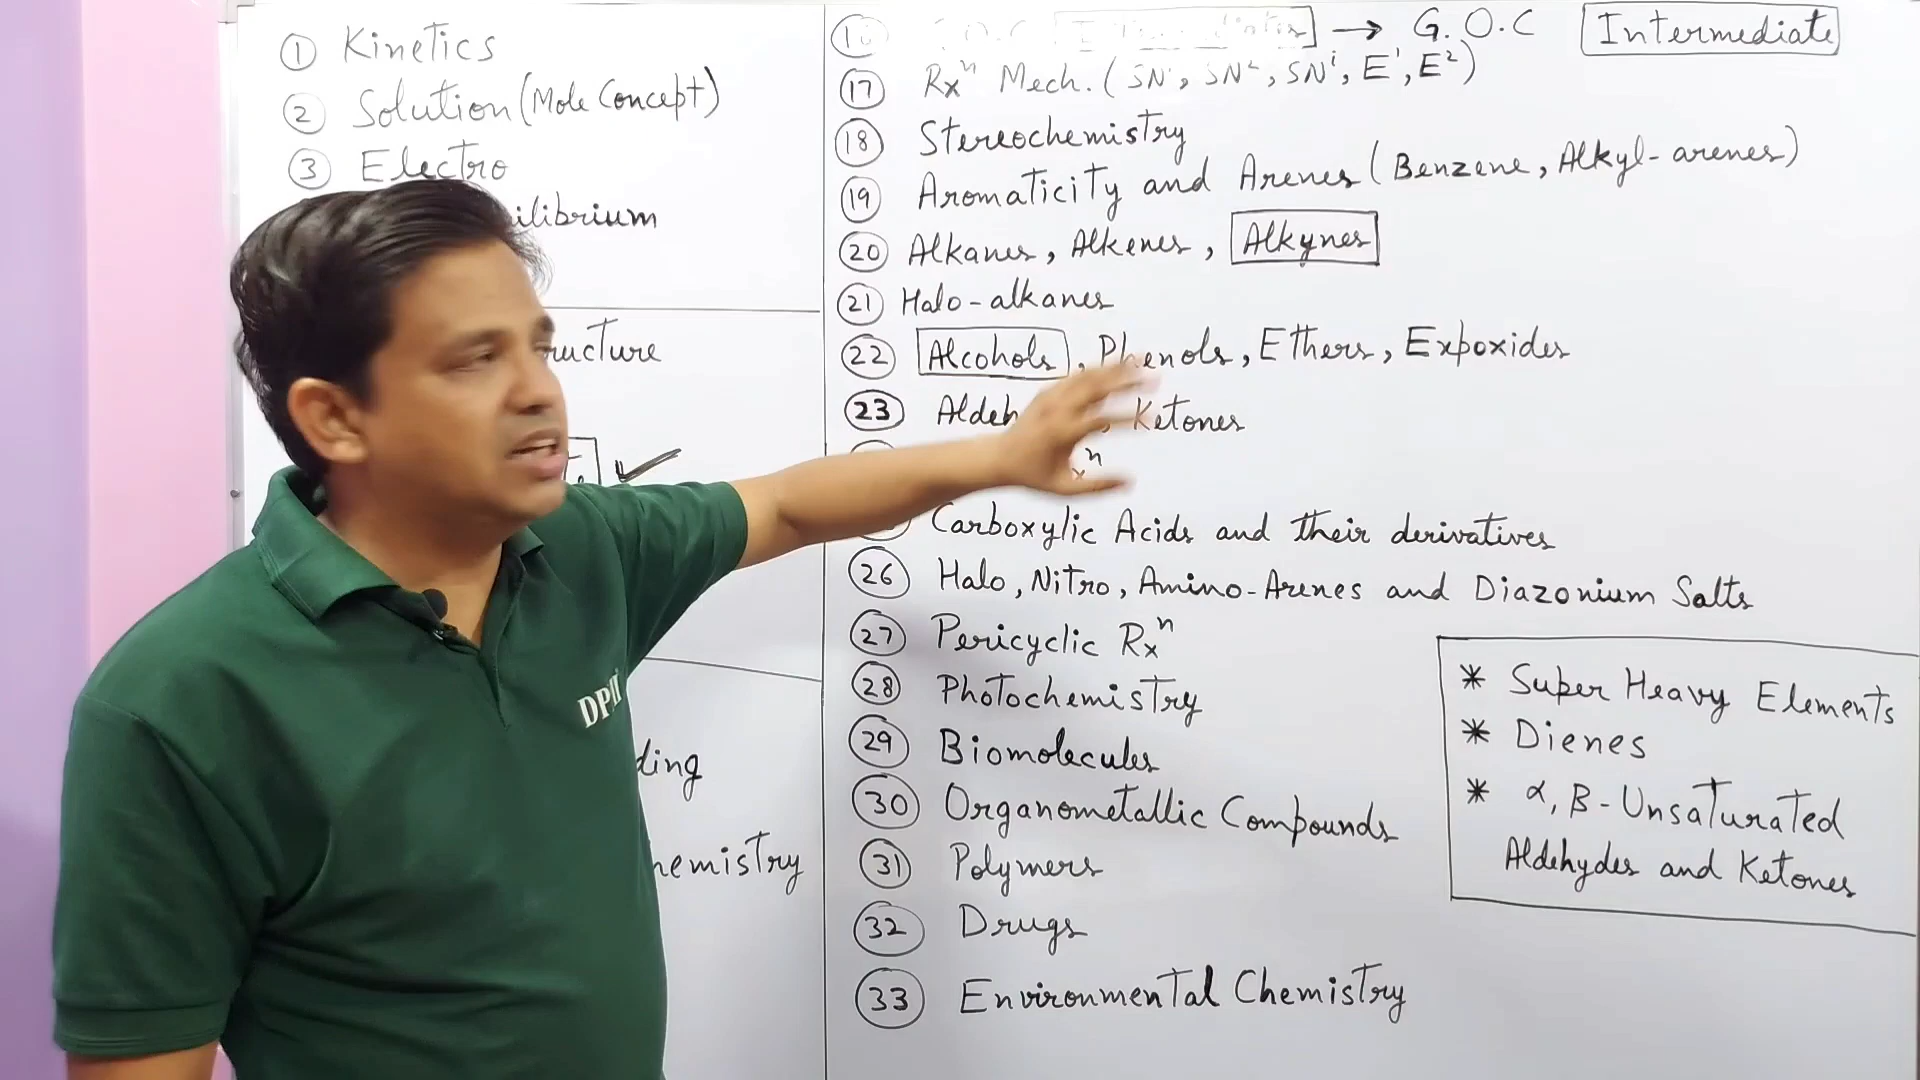 ① Kinetics
② Solution (Mole Concept)
③ Electro
ilibrium
ructure
ding
hemistry
DPM
→ G.O.C Intermediate
⑰ Rxⁿ Mech. (SN¹, SN², SNⁱ, E¹, E²)
⑱ Stereochemistry
⑲ Aromaticity and Arenes (Benzene, Alkyl-arenes)
⑳ Alkanes, Alkenes, Alkynes
㉑ Halo-alkanes
㉒ Alcohols, Phenols, Ethers, Expoxides
㉓ Aldeh , Ketones
xⁿ
Carboxylic Acids and their derivatives
㉖ Halo, Nitro, Amino-Arenes and Diazonium Salts
㉗ Pericyclic Rxⁿ
㉘ Photochemistry
㉙ Biomolecules
㉚ Organometallic Compounds
㉛ Polymers
㉜ Drugs
㉝ Environmental Chemistry
* Super Heavy Elements
* Dienes
* α, β-Unsaturated
Aldehydes and Ketones